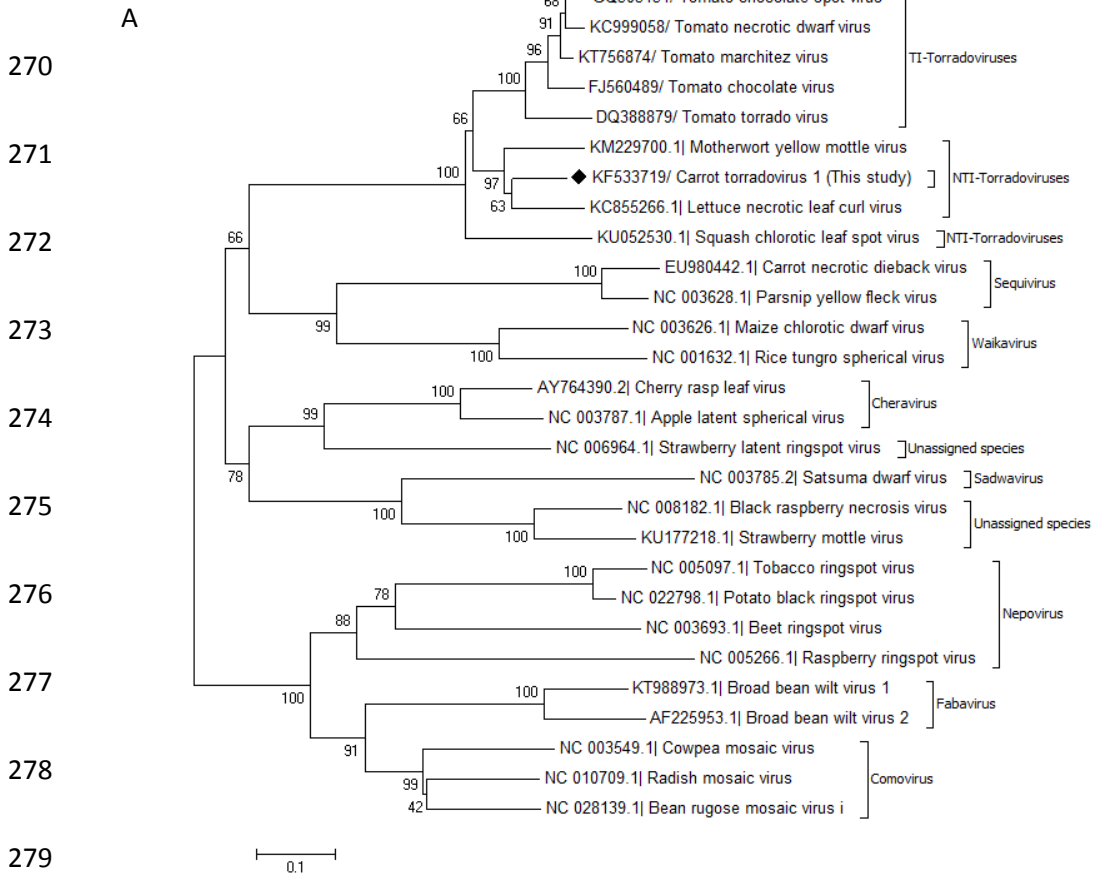 A
68
91
KC999058/ Tomato necrotic dwarf virus
270
96
KT756874/ Tomato marchitez virus
TI-Torradoviruses
100
FJ560489/ Tomato chocolate virus
66
DQ388879/ Tomato torrado virus
271
KM229700.1| Motherwort yellow mottle virus
100
97
KF533719/ Carrot torradovirus 1 (This study)
NTI-Torradoviruses
63
KC855266.1| Lettuce necrotic leaf curl virus
272
66
KU052530.1| Squash chlorotic leaf spot virus
NTI-Torradoviruses
100
EU980442.1| Carrot necrotic dieback virus
Sequivirus
NC 003628.1| Parsnip yellow fleck virus
273
99
NC 003626.1| Maize chlorotic dwarf virus
Waikavirus
100
NC 001632.1| Rice tungro spherical virus
100
AY764390.2| Cherry rasp leaf virus
Cheravirus
274
99
NC 003787.1| Apple latent spherical virus
NC 006964.1| Strawberry latent ringspot virus
Unassigned species
78
NC 003785.2| Satsuma dwarf virus
Sadwavirus
275
100
NC 008182.1| Black raspberry necrosis virus
Unassigned species
100
KU177218.1| Strawberry mottle virus
100
NC 005097.1| Tobacco ringspot virus
276
78
NC 022798.1| Potato black ringspot virus
Nepovirus
88
NC 003693.1| Beet ringspot virus
NC 005266.1| Raspberry ringspot virus
277
100
100
KT988973.1| Broad bean wilt virus 1
Fabavirus
AF225953.1| Broad bean wilt virus 2
91
NC 003549.1| Cowpea mosaic virus
278
99
NC 010709.1| Radish mosaic virus
Comovirus
42
NC 028139.1| Bean rugose mosaic virus i
279
0.1